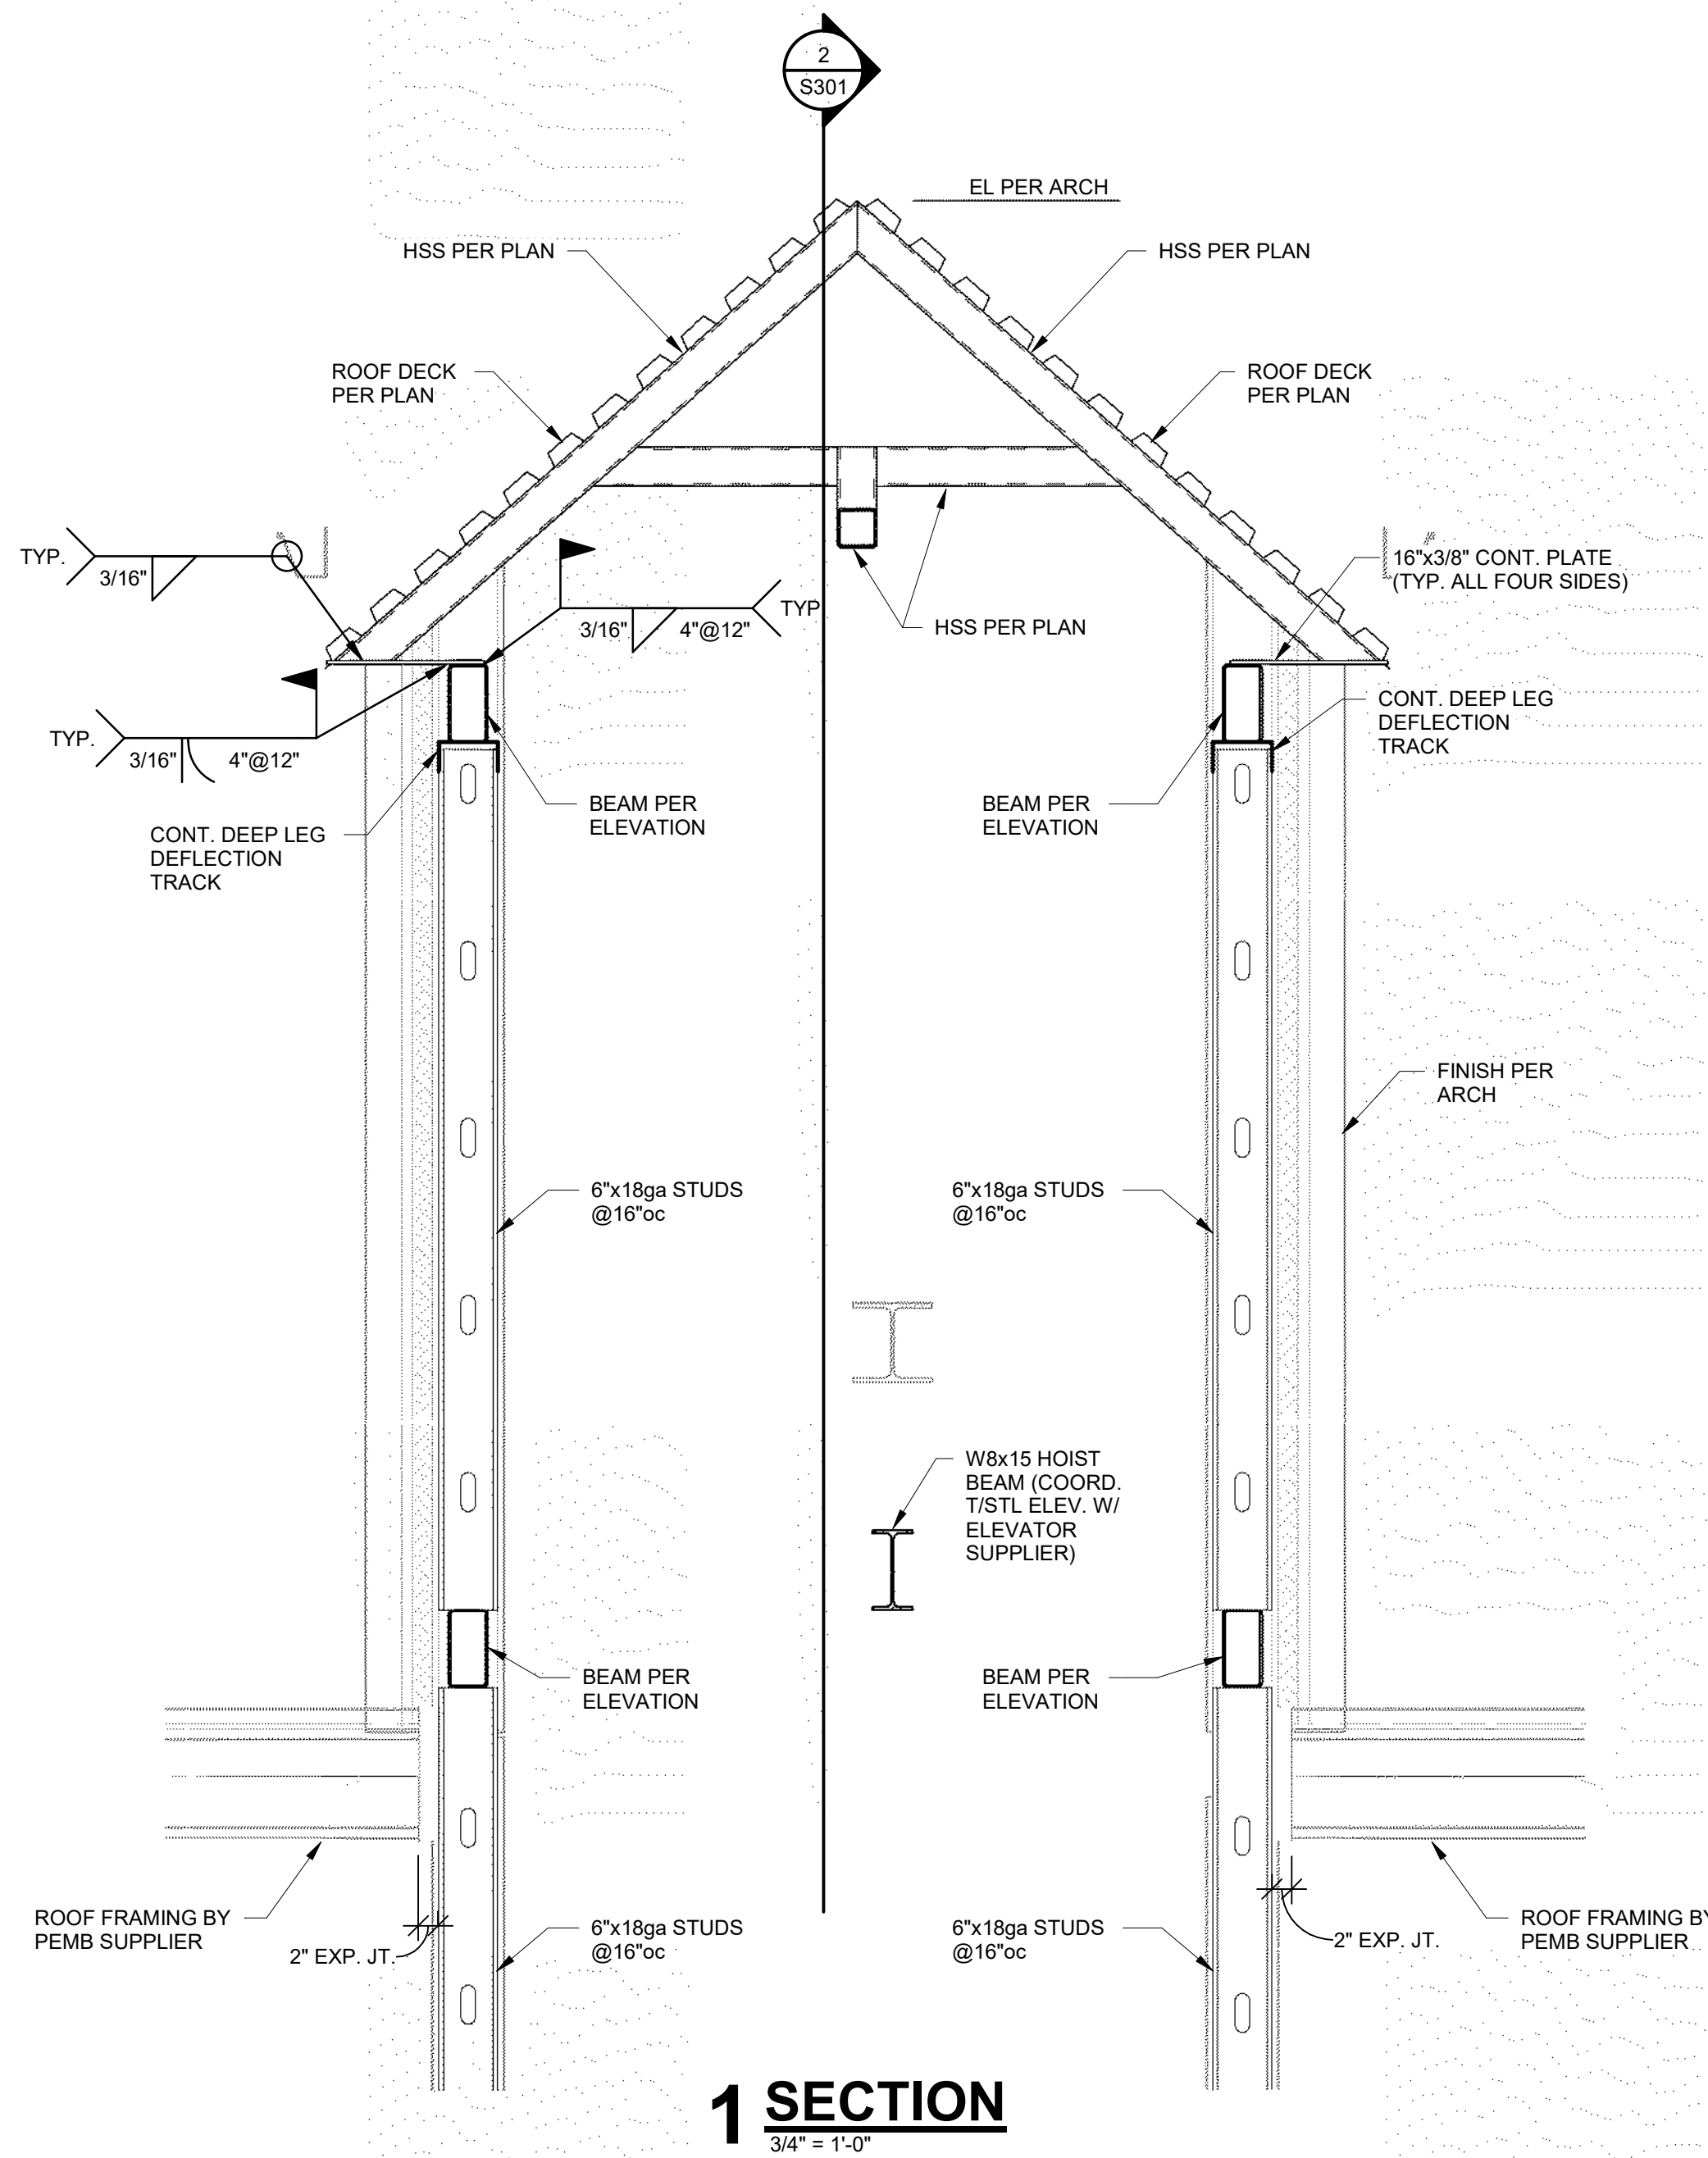 2
S301
EL PER ARCH
HSS PER PLAN
HSS PER PLAN
ROOF DECK
PER PLAN
ROOF DECK
PER PLAN
TYP.
3/16"
3/16"
4"@12"
TYP
16"x3/8" CONT. PLATE
(TYP. ALL FOUR SIDES)
HSS PER PLAN
TYP.
3/16"
4"@12"
CONT. DEEP LEG
DEFLECTION
TRACK
BEAM PER
ELEVATION
BEAM PER
ELEVATION
CONT. DEEP LEG
DEFLECTION
TRACK
FINISH PER
ARCH
6"x18ga STUDS
@16"oc
6"x18ga STUDS
@16"oc
W8x15 HOIST
BEAM (COORD.
T/STL ELEV. W/
ELEVATOR
SUPPLIER)
BEAM PER
ELEVATION
BEAM PER
ELEVATION
ROOF FRAMING BY
PEMB SUPPLIER
2" EXP. JT.
6"x18ga STUDS
@16"oc
6"x18ga STUDS
@16"oc
2" EXP. JT.
ROOF FRAMING BY
PEMB SUPPLIER
1 SECTION
3/4" = 1'-0"